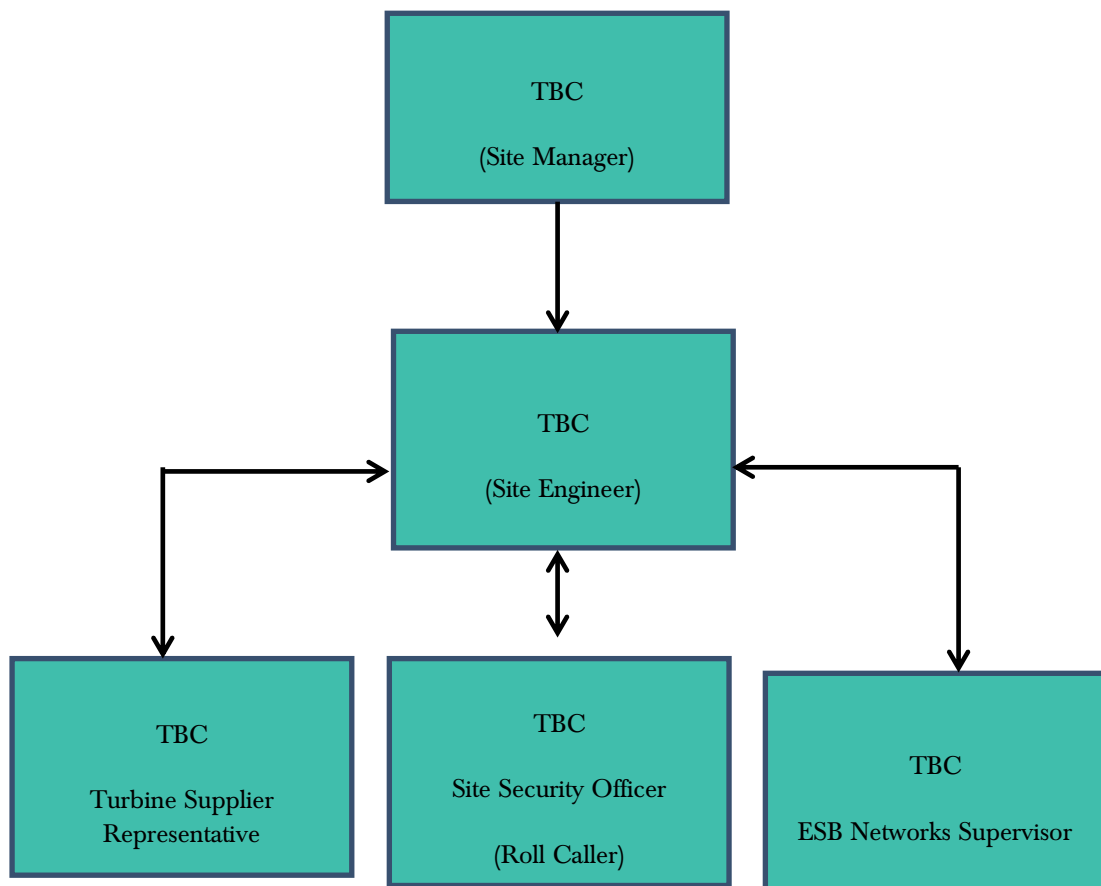 TBC
(Site Manager)
TBC
(Site Engineer)
TBC
Turbine Supplier
Representative
TBC
Site Security Officer
(Roll Caller)
TBC
ESB Networks Supervisor